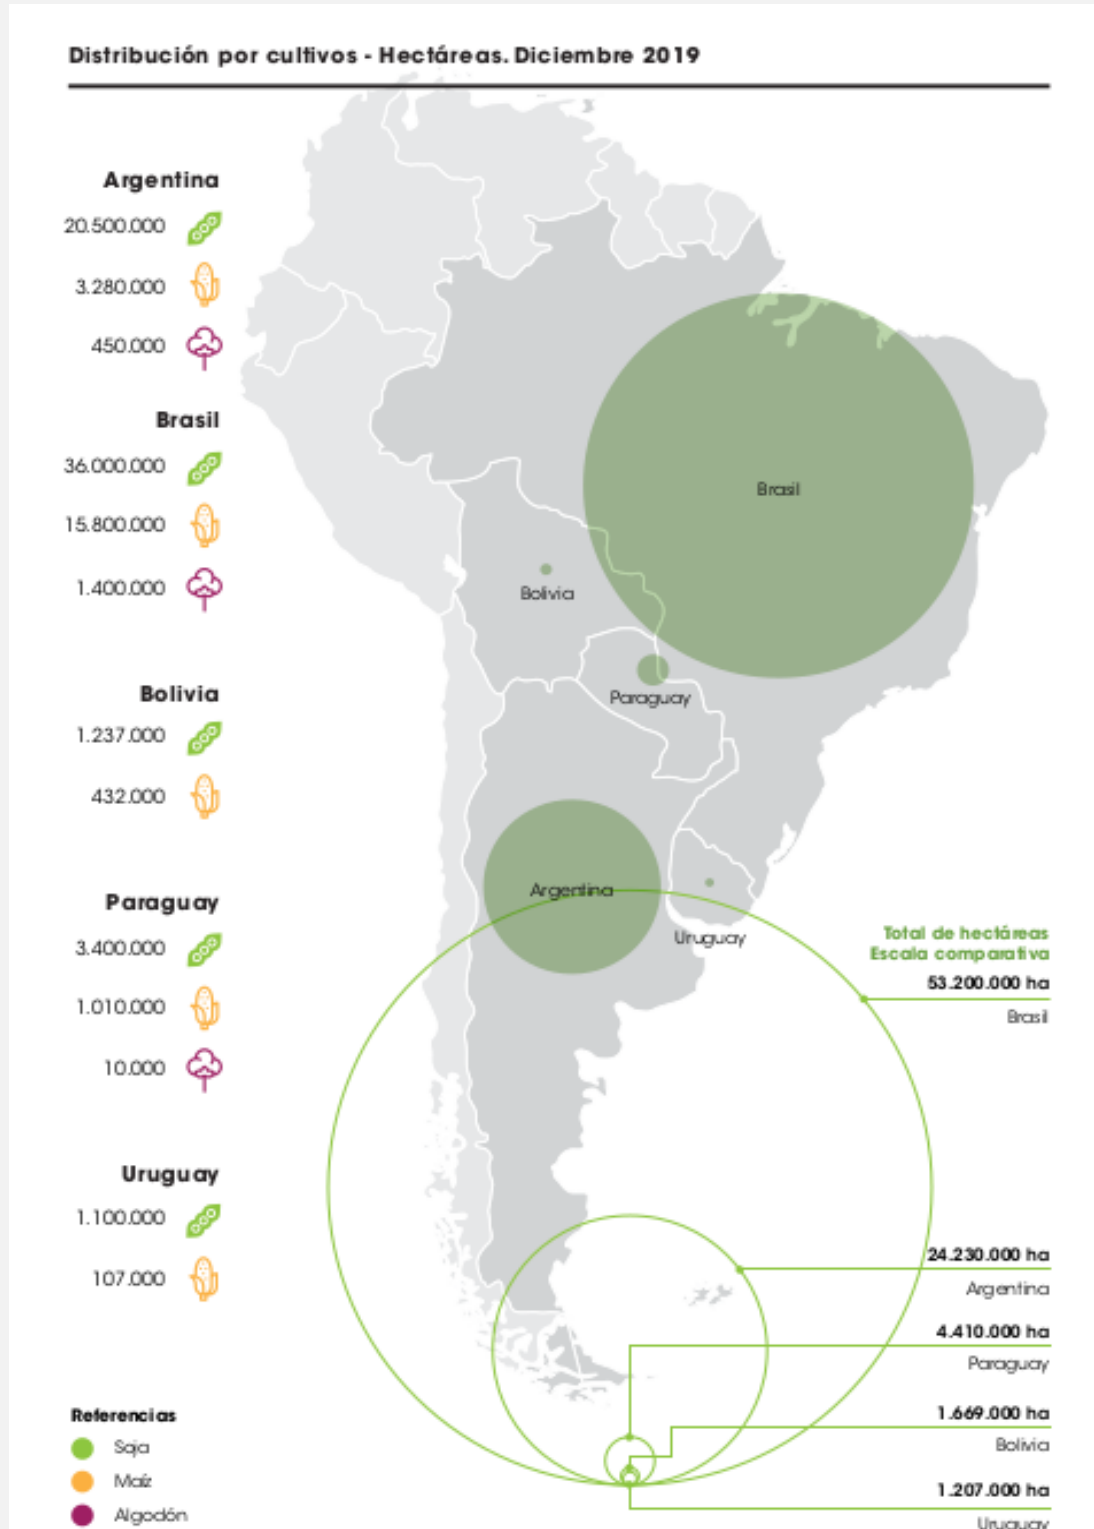 Distribución por cultivos - Hectáreas. Diciembre 2019
Argentina
20.500.000
3.280.000
450.000
Brasil
36.000.000
15.800.000
1.400.000
Bolivia
1.237.000
432.000
Paraguay
3.400.000
1.010.000
10.000
Uruguay
1.100.000
107.000
Referencias
Soja
Maíz
Algodón
Brasil
Bolivia
Paraguay
Argentina
Uruguay
Total de hectáreas
Escala comparativa
53.200.000 ha
Brasil
24.230.000 ha
Argentina
4.410.000 ha
Paraguay
1.669.000 ha
Bolivia
1.207.000 ha
Uruguay